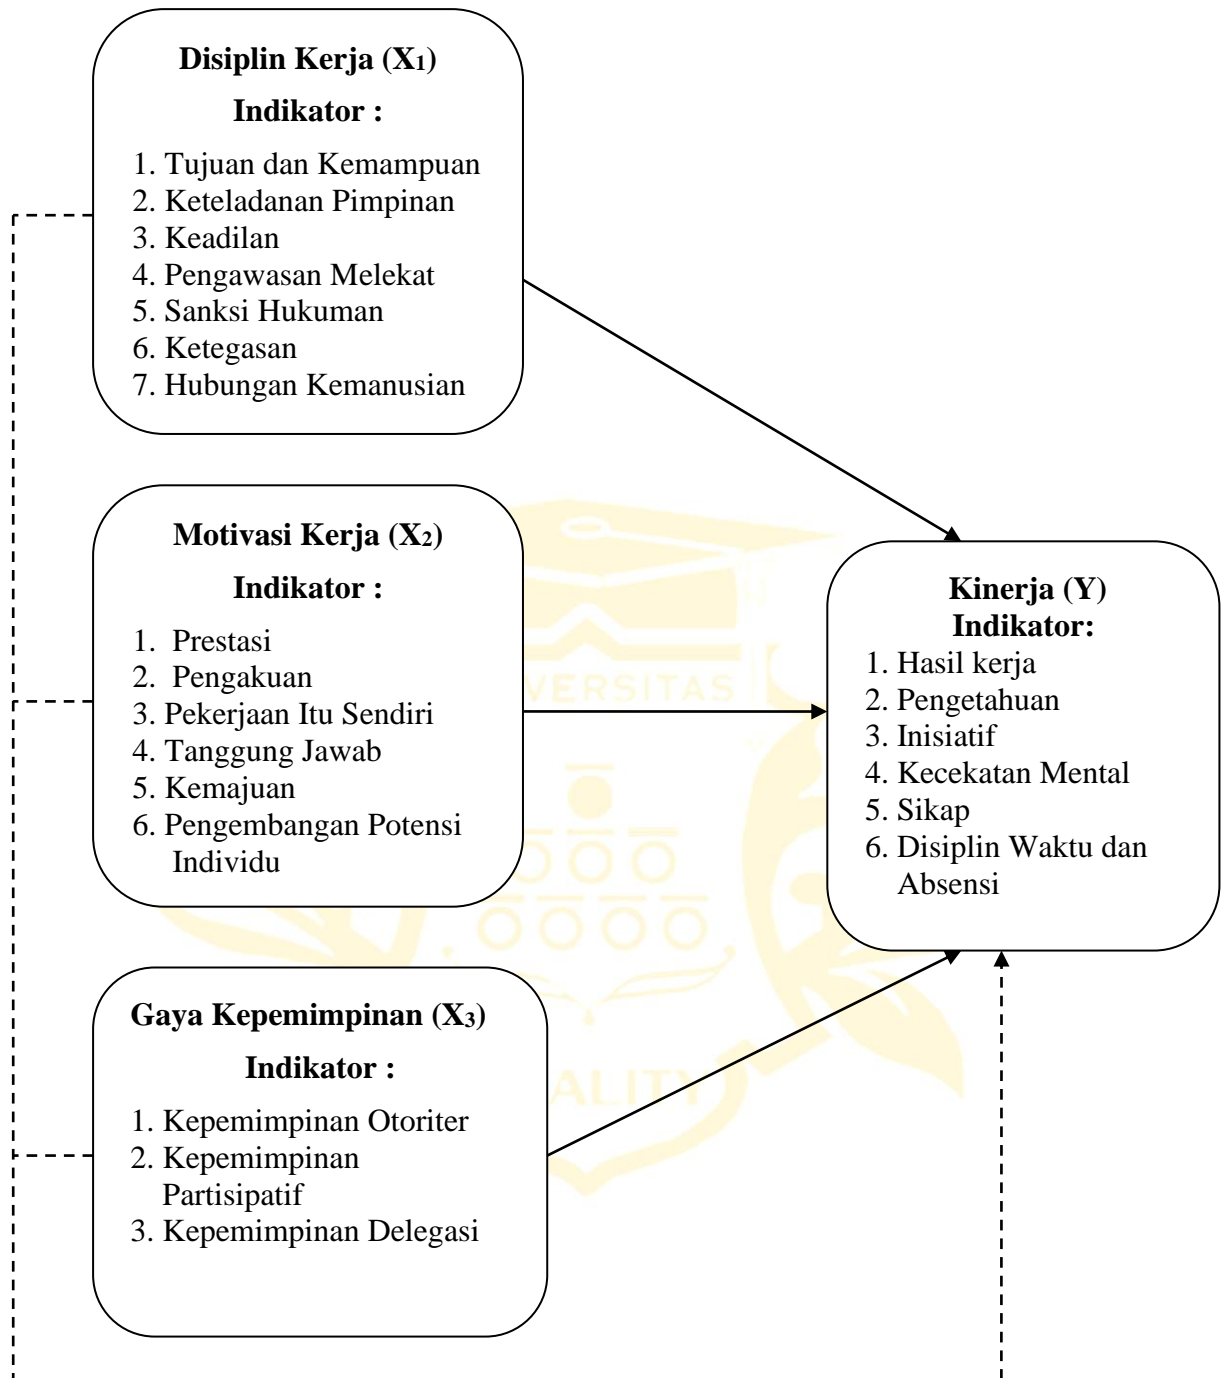 Disiplin Kerja (X₁)
Indikator :
1. Tujuan dan Kemampuan
2. Keteladanan Pimpinan
3. Keadilan
4. Pengawasan Melekat
5. Sanksi Hukuman
6. Ketegasan
7. Hubungan Kemanusian
Motivasi Kerja (X₂)
Indikator :
1. Prestasi
2. Pengakuan
3. Pekerjaan Itu Sendiri
4. Tanggung Jawab
5. Kemajuan
6. Pengembangan Potensi
Individu
Gaya Kepemimpinan (X₃)
Indikator :
1. Kepemimpinan Otoriter
2. Kepemimpinan
Partisipatif
3. Kepemimpinan Delegasi
Kinerja (Y)
Indikator:
1. Hasil kerja
2. Pengetahuan
3. Inisiatif
4. Kecekatan Mental
5. Sikap
6. Disiplin Waktu dan
Absensi
VERSITAS
ALITY